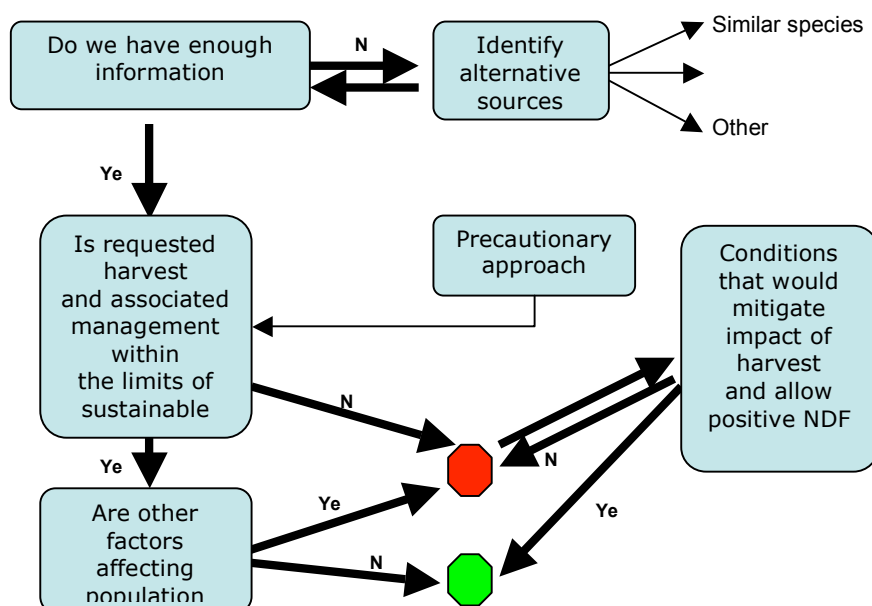 Do we have enough
information
N
Identify
alternative
sources
Similar species
Other
Ye
Is requested
harvest
and associated
management
within
the limits of
sustainable
Precautionary
approach
Conditions
that would
mitigate
impact of
harvest
and allow
positive NDF
N
N
Ye
Ye
Ye
N
Are other
factors
affecting
population